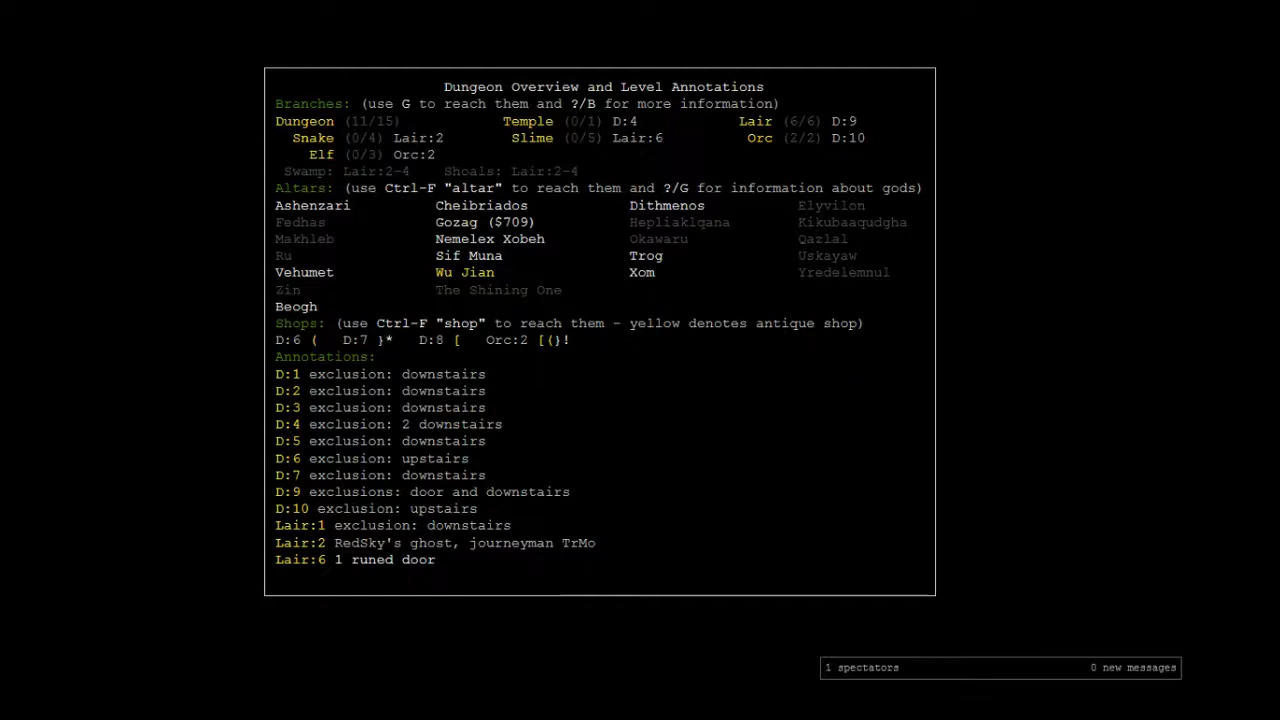 Dungeon Overview and Level Annotations
Branches: (use G to reach them and ?/B for more information)
Dungeon (11/15) Temple (0/1) D:4 Lair (6/6) D:9
Snake (0/4) Lair:2 Slime (0/5) Lair:6 Orc (2/2) D:10
Elf (0/3) Orc:2
Swamp: Lair:2-4 Shoals: Lair:2-4
Altars: (use Ctrl-F "altar" to reach them and ?/G for information about gods)
Ashenzari Cheibriados Dithmenos Elyvilon
Fedhas Gozag ($709) Hepliaklqana Kikubaaqudgha
Makhleb Nemelex Xobeh Okawaru Qazlal
Ru Sif Muna Trog Uskayaw
Vehumet Wu Jian Xom Yredelemnul
Zin The Shining One
Beogh
Shops: (use Ctrl-F "shop" to reach them - yellow denotes antique shop)
D:6 ( D:7 }* D:8 [ Orc:2 [(}!
Annotations:
D:1 exclusion: downstairs
D:2 exclusion: downstairs
D:3 exclusion: downstairs
D:4 exclusion: 2 downstairs
D:5 exclusion: downstairs
D:6 exclusion: upstairs
D:7 exclusion: downstairs
D:9 exclusions: door and downstairs
D:10 exclusion: upstairs
Lair:1 exclusion: downstairs
Lair:2 RedSky's ghost, journeyman TrMo
Lair:6 1 runed door
1 spectators 0 new messages